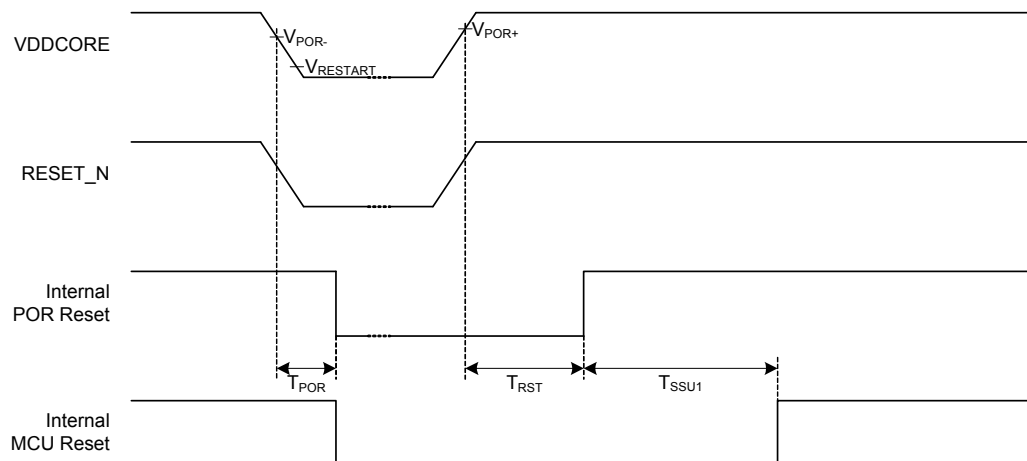 VDDCORE
VPOR-
VRESTART
VPOR+
RESET_N
Internal
POR Reset
TPOR
TRST
TSSU1
Internal
MCU Reset